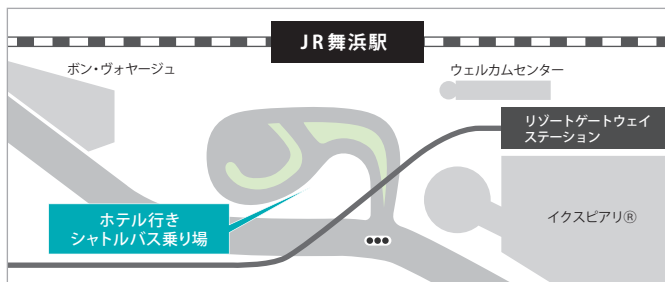 JR舞浜駅
ボン・ヴォヤージュ
ウェルカムセンター
リゾートゲートウェイ
ステーション
ホテル行き
シャトルバス乗り場
イクスピアリ®